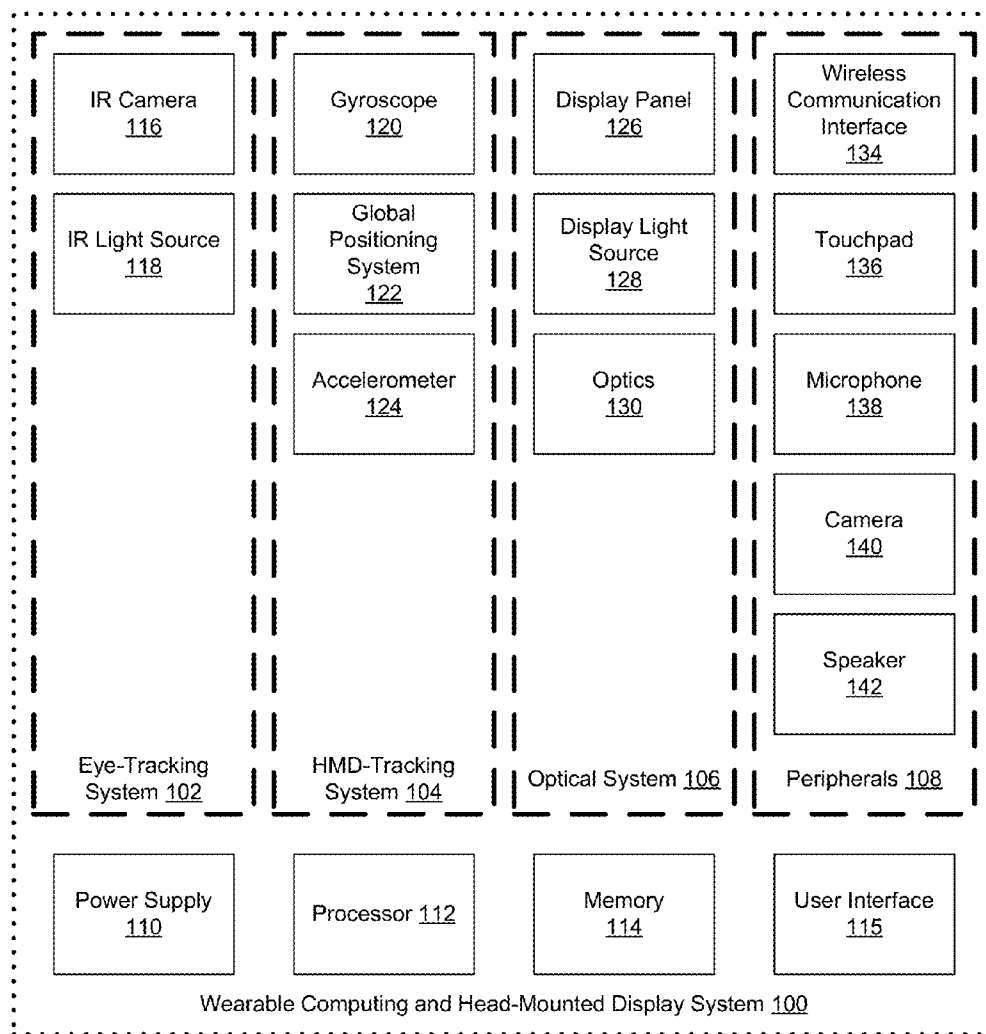 IR Camera
116
IR Light Source
118
Eye-Tracking
System 102
Gyroscope
120
Global
Positioning
System
122
Accelerometer
124
HMD-Tracking
System 104
Display Panel
126
Display Light
Source
128
Optics
130
Optical System 106
Wireless
Communication
Interface
134
Touchpad
136
Microphone
138
Camera
140
Speaker
142
Peripherals 108
Power Supply
110
Processor 112
Memory
114
User Interface
115
Wearable Computing and Head-Mounted Display System 100